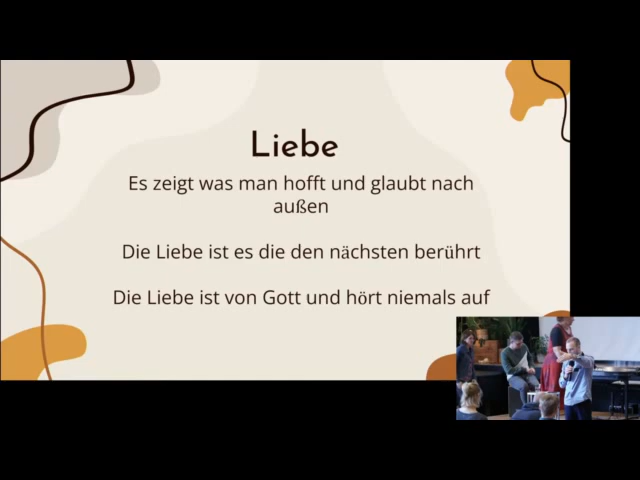 Liebe
Es zeigt was man hofft und glaubt nach
außen
Die Liebe ist es die den nächsten berührt
Die Liebe ist von Gott und hört niemals auf